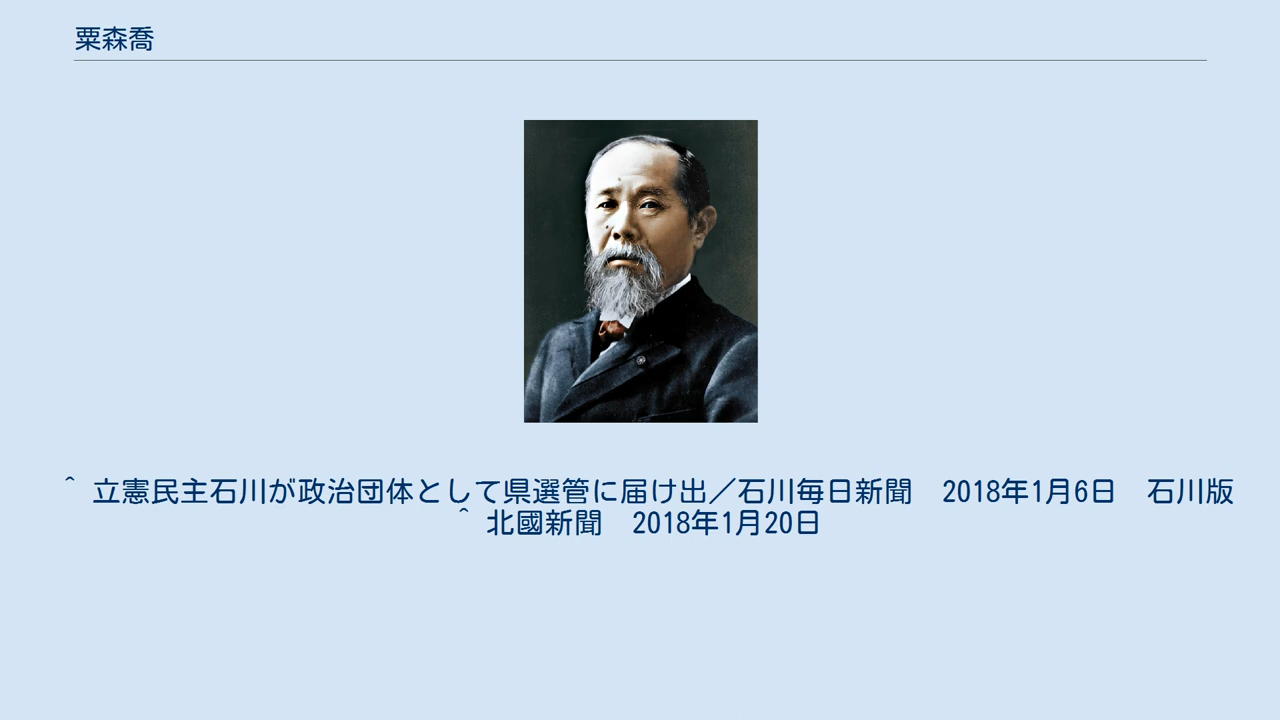 粟森喬
^ 立憲民主石川が政治団体として県選管に届け出／石川毎日新聞　2018年1月6日　石川版
^ 北國新聞　2018年1月20日